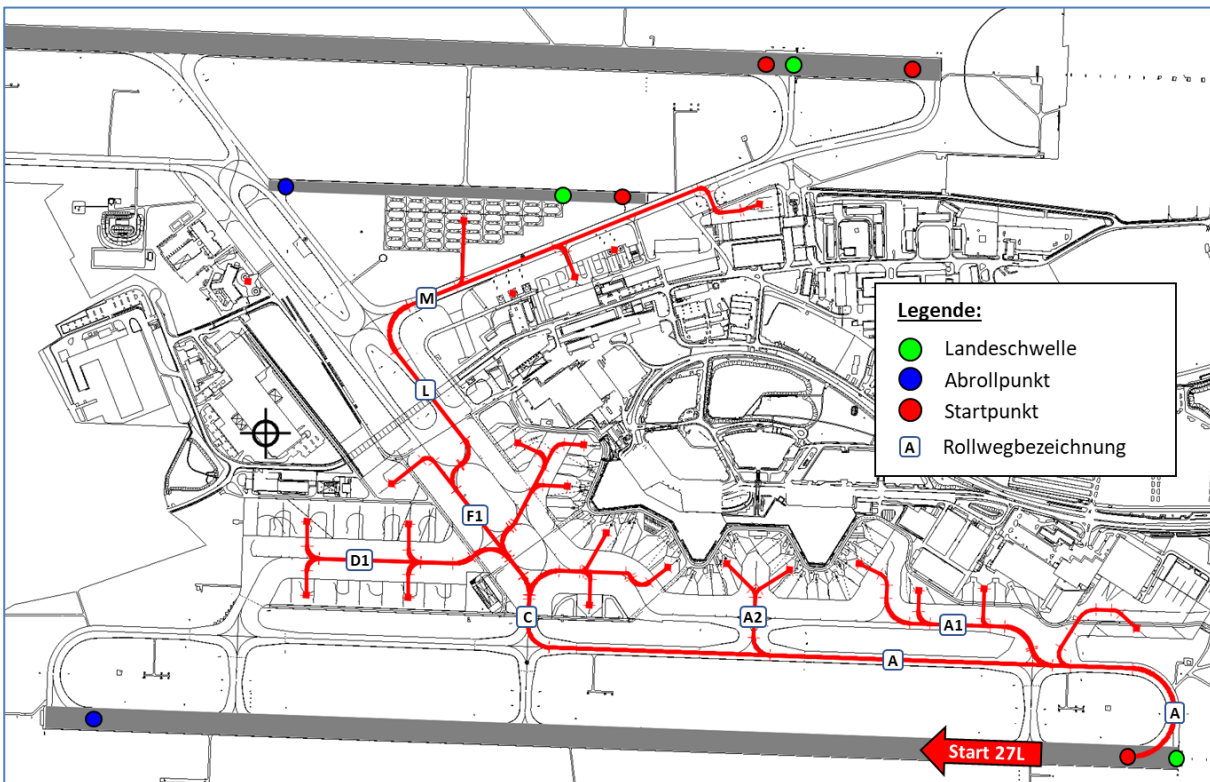 M
Legende:
Landeschwelle
Abrollpunkt
L
Startpunkt
A Rollwegbezeichnung
F1
D1
C
A2
A1
A
A
Start 27L